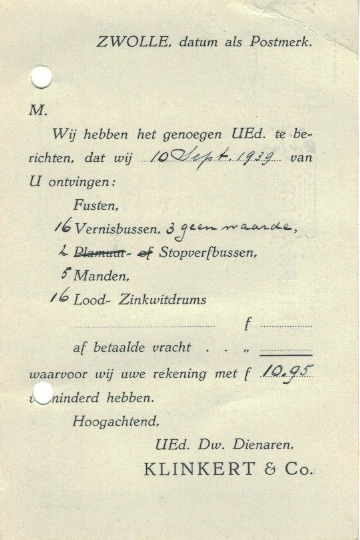 ZWOLLE, datum als Postmerk.
M.
Wij hebben het genoegen UEd. te be-
richten, dat wij 10 Sept. 1939 van
U ontvingen:
Fusten,
16 Vernisbussen, 3 geen waarde,
2 Plamuur- of Stopverfbussen,
5 Manden,
16 Lood- Zinkwitdrums
f
af betaalde vracht . . „
waarvoor wij uwe rekening met f 10.95
minderd hebben.
Hoogachtend,
UEd. Dw. Dienaren,
KLINKERT & Co.